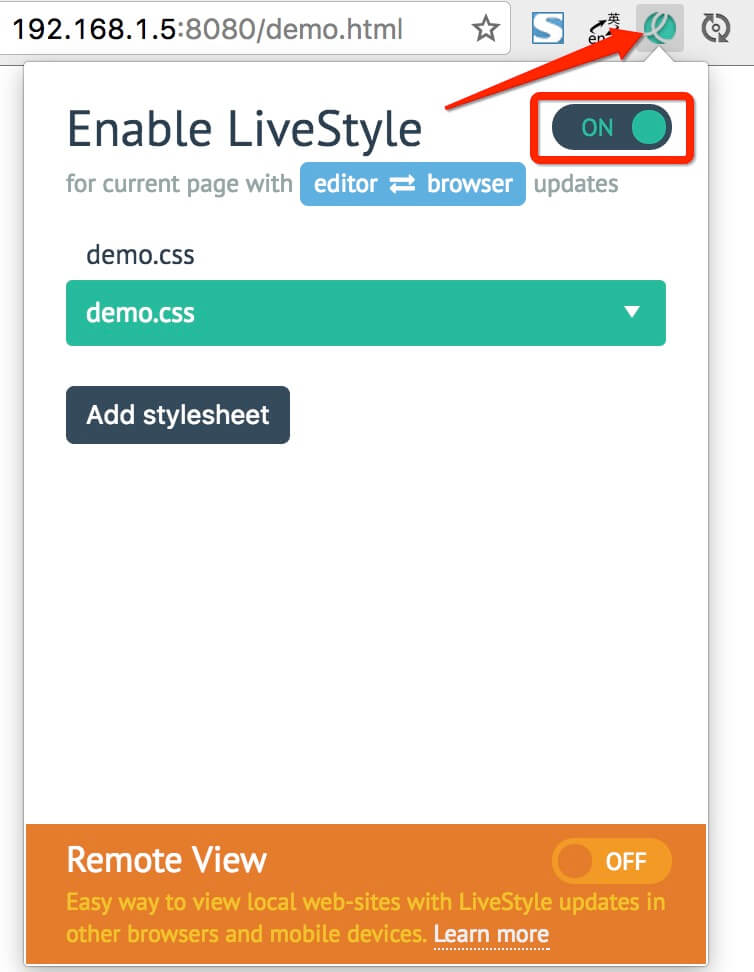 192.168.1.5:8080/demo.html
英
en
Enable LiveStyle
ON
for current page with editor ⇄ browser updates
demo.css
demo.css
Add stylesheet
Remote View
OFF
Easy way to view local web-sites with LiveStyle updates in
other browsers and mobile devices. Learn more